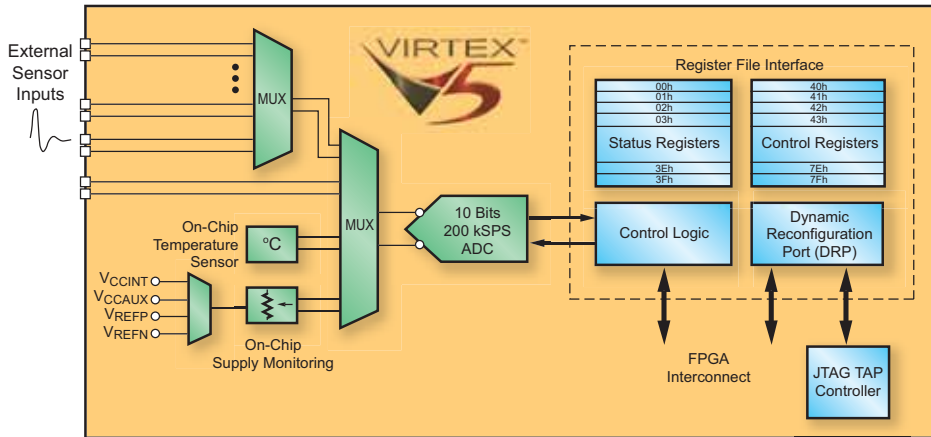 External
Sensor
Inputs
MUX
VIRTEX™
5
Register File Interface
00h
01h
02h
03h
Status Registers
3Eh
3Fh
40h
41h
42h
43h
Control Registers
7Eh
7Fh
MUX
10 Bits
200 kSPS
ADC
Control Logic
Dynamic
Reconfiguration
Port (DRP)
On-Chip
Temperature
Sensor
°C
VCCINT
VCCAUX
VREFP
VREFN
On-Chip
Supply Monitoring
FPGA
Interconnect
JTAG TAP
Controller